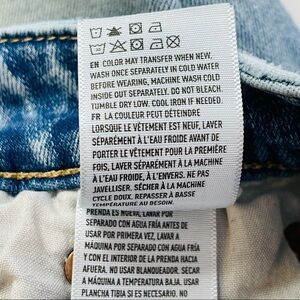 EN COLOR MAY TRANSFER WHEN NEW.
WASH ONCE SEPARATELY IN COLD WATER
BEFORE WEARING, MACHINE WASH COLD
INSIDE OUT SEPARATELY. DO NOT BLEACH.
TUMBLE DRY LOW. COOL IRON IF NEEDED.
FR LA COULEUR PEUT DÉTEINDRE
LORSQUE LE VÊTEMENT EST NEUF, LAVER
SÉPARÉMENT À L'EAU FROIDE AVANT DE
PORTER LE VÊTEMENT POUR LA PREMIÈRE
FOIS, LAVER SÉPARÉMENT À LA MACHINE
À L'EAU FROIDE, À L'ENVERS. NE PAS
JAVELLISER. SÉCHER À LA MACHINE
CYCLE DOUX. REPASSER À BASSE
TEMPÉRATURE AU BESOIN.
PRENDA ES NUEVA, LAVAR POR
SEPARADO CON AGUA FRÍA ANTES DE
USAR POR PRIMERA VEZ, LAVAR A
MÁQUINA POR SEPARADO CON AGUA FRÍA
Y CON EL INTERIOR DE LA PRENDA HACIA
AFUERA. NO USAR BLANQUEADOR. SECAR
A MÁQUINA A TEMPERATURA BAJA. USAR
PLANCHA TIBIA SI ES NECESARIO. NO